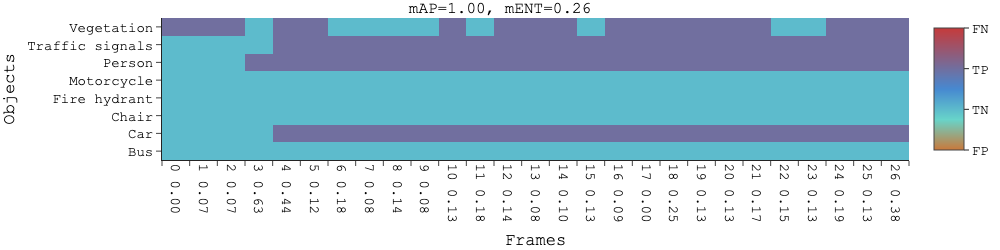 mAP=1.00, mENT=0.26
Objects
Vegetation
Traffic signals
Person
Motorcycle
Fire hydrant
Chair
Car
Bus
FN
TP
TN
FP
0 0.00
1 0.07
2 0.07
3 0.63
4 0.44
5 0.12
6 0.18
7 0.08
8 0.14
9 0.08
10 0.13
11 0.18
12 0.14
13 0.08
14 0.10
15 0.13
16 0.09
17 0.00
18 0.25
19 0.13
20 0.13
21 0.17
22 0.15
23 0.13
24 0.19
25 0.13
26 0.38
Frames